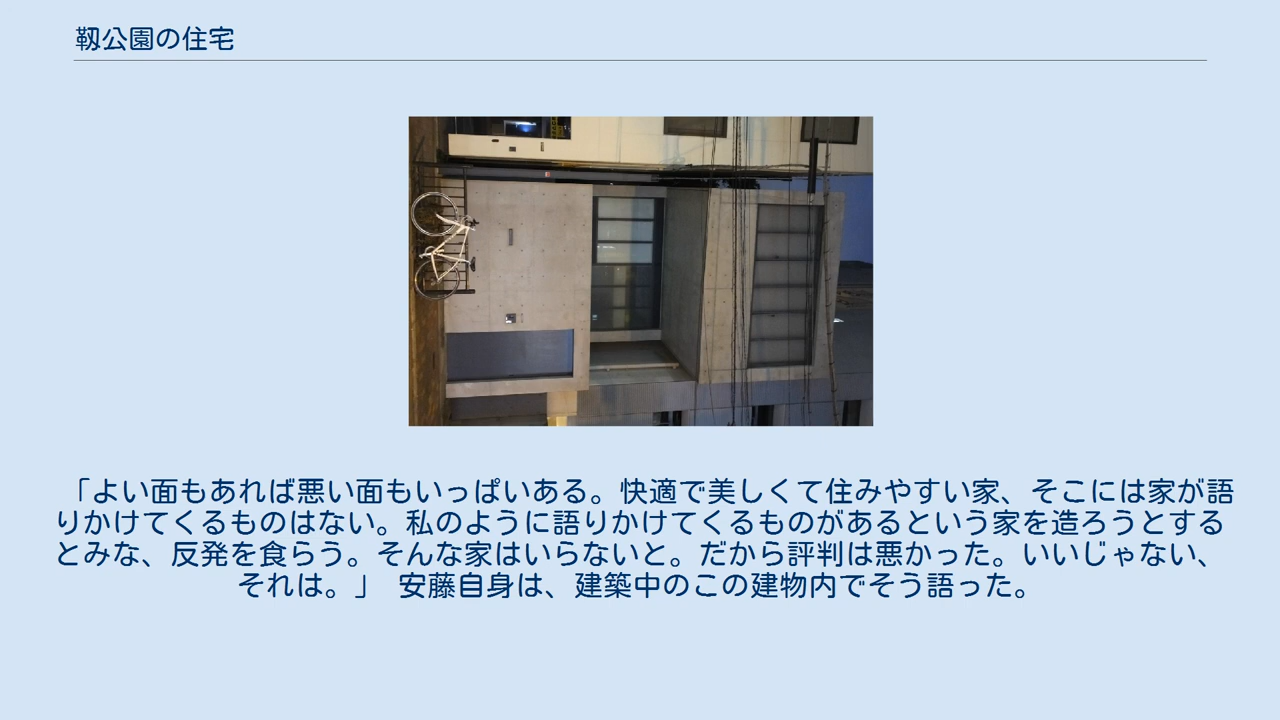 靱公園の住宅
「よい面もあれば悪い面もいっぱいある。快適で美しくて住みやすい家、そこには家が語
りかけてくるものはない。私のように語りかけてくるものがあるという家を造ろうとする
とみな、反発を食らう。そんな家はいらないと。だから評判は悪かった。いいじゃない、
それは。」　安藤自身は、建築中のこの建物内でそう語った。